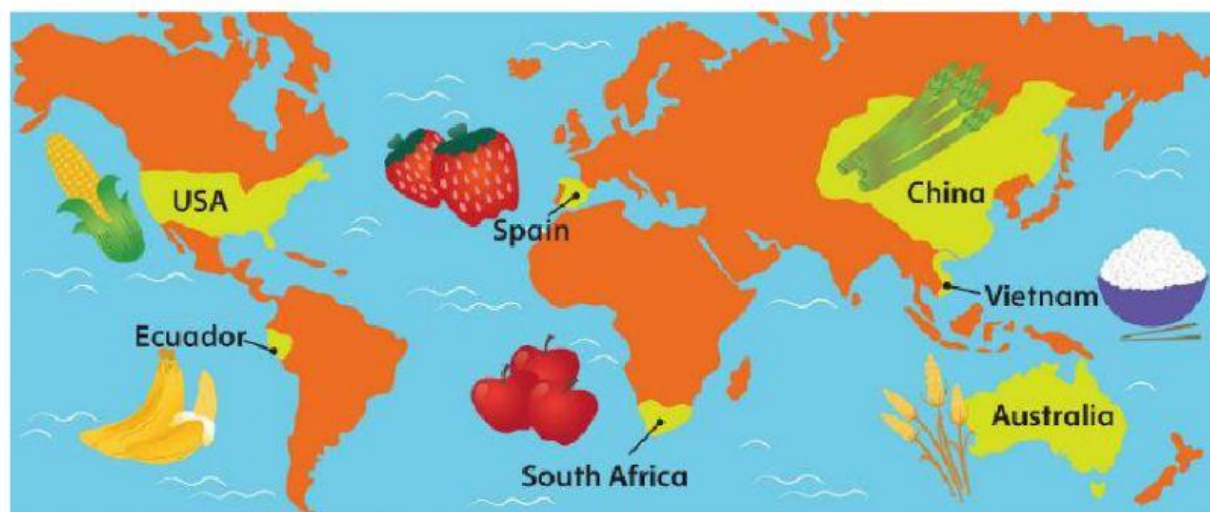 USA
Spain
China
Vietnam
Ecuador
Australia
South Africa